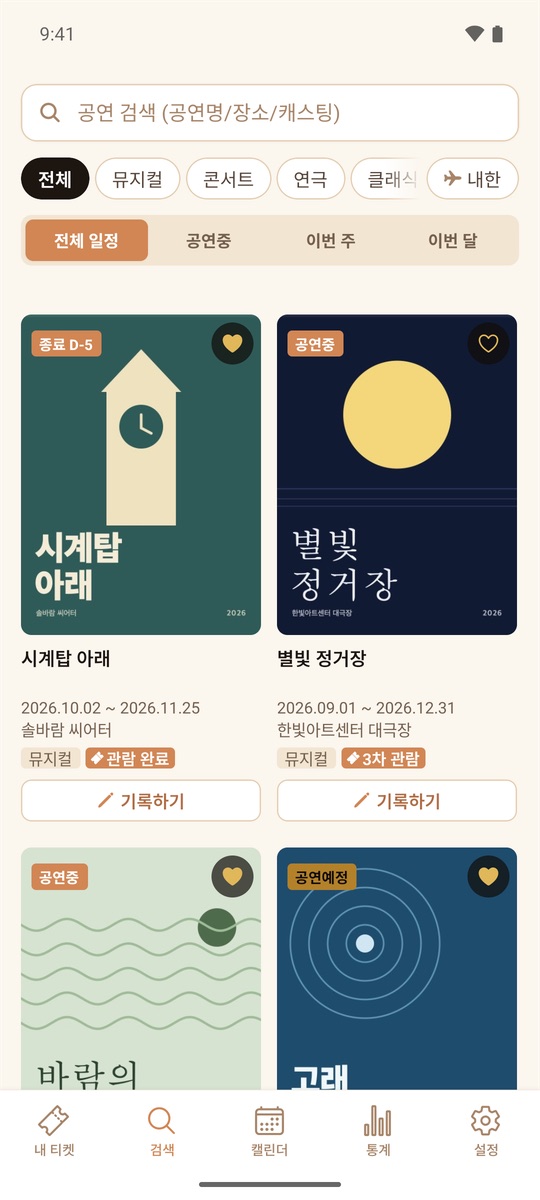 9:41
공연 검색 (공연명/장소/캐스팅)
전체 뮤지컬 콘서트 연극 클래식 내한
전체 일정 공연중 이번 주 이번 달
종료 D-5
시계탑
아래
솔바람 씨어터 2026
공연중
별빛
정거장
한빛아트센터 대극장 2026
시계탑 아래
2026.10.02 ~ 2026.11.25
솔바람 씨어터
뮤지컬 관람 완료
기록하기
별빛 정거장
2026.09.01 ~ 2026.12.31
한빛아트센터 대극장
뮤지컬 3차 관람
기록하기
공연중
바람의
공연예정
고래
내 티켓 검색 캘린더 통계 설정